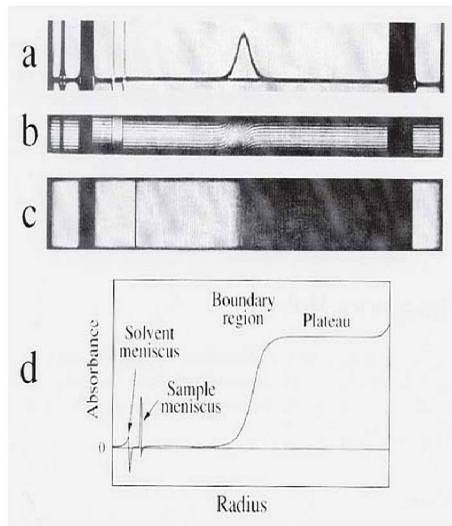 a
b
c
d
Boundary
region
Plateau
Solvent
meniscus
Sample
meniscus
Absorbance
0
Radius